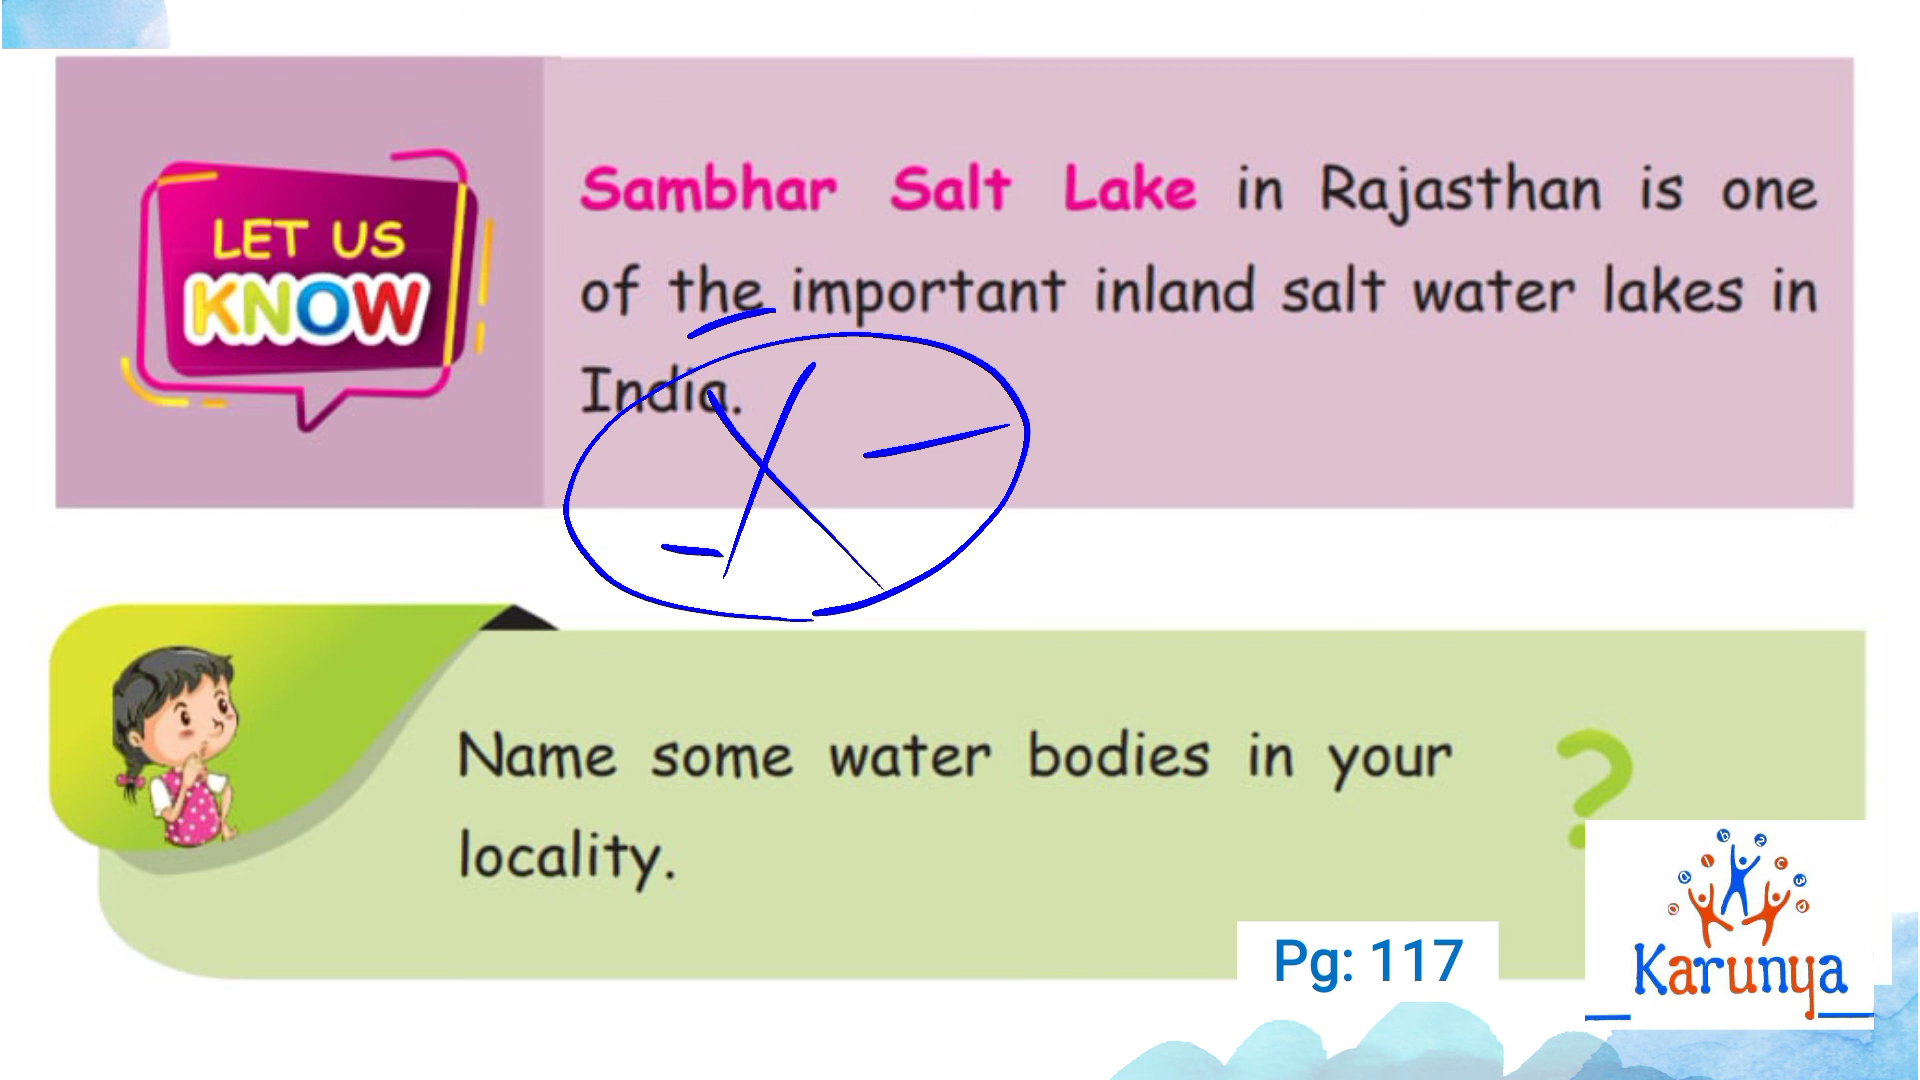 LET US
KNOW
Sambhar Salt Lake in Rajasthan is one
of the important inland salt water lakes in
India.
Name some water bodies in your
locality.
?
Pg: 117
Karunya